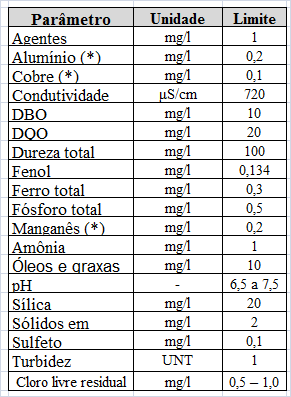 Parâmetro Unidade Limite
Agentes mg/l 1
Alumínio (*) mg/l 0,2
Cobre (*) mg/l 0,1
Condutividade µS/cm 720
DBO mg/l 10
DQO mg/l 20
Dureza total mg/l 100
Fenol mg/l 0,134
Ferro total mg/l 0,3
Fósforo total mg/l 0,5
Manganês (*) mg/l 0,2
Amônia mg/l 1
Óleos e graxas mg/l 10
pH - 6,5 a 7,5
Sílica mg/l 20
Sólidos em mg/l 2
Sulfeto mg/l 0,1
Turbidez UNT 1
Cloro livre residual mg/l 0,5 – 1,0